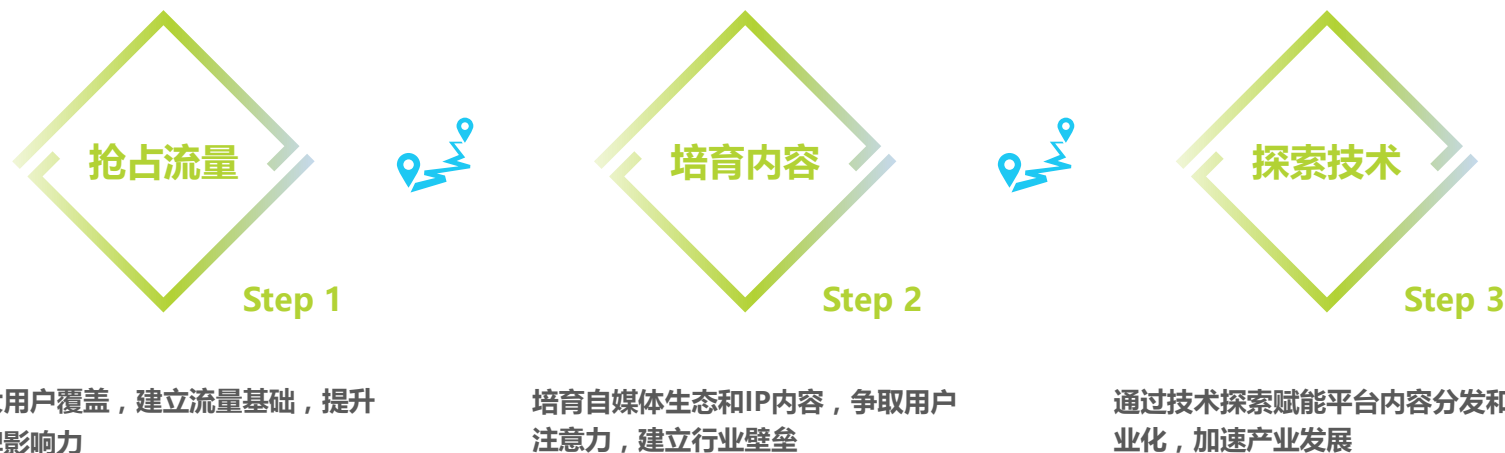 抢占流量
培育内容
探索技术
Step 1
Step 2
Step 3
用户覆盖，建立流量基础，提升
影响力
培育自媒体生态和IP内容，争取用户
注意力，建立行业壁垒
通过技术探索赋能平台内容分发和
业化，加速产业发展